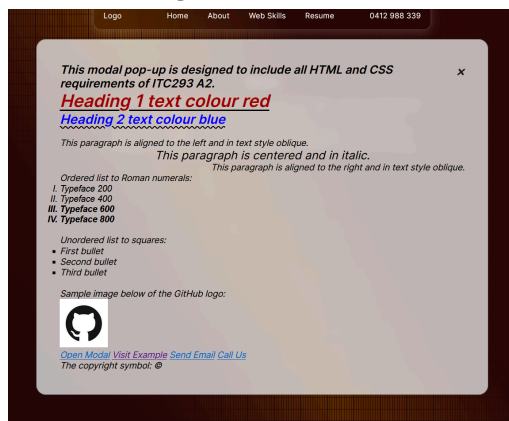 Logo Home About Web Skills Resume 0412 988 339
This modal pop-up is designed to include all HTML and CSS ×
requirements of ITC293 A2.
Heading 1 text colour red
Heading 2 text colour blue
This paragraph is aligned to the left and in text style oblique.
This paragraph is centered and in italic.
This paragraph is aligned to the right and in text style oblique.
Ordered list to Roman numerals:
I. Typeface 200
II. Typeface 400
III. Typeface 600
IV. Typeface 800
Unordered list to squares:
▪ First bullet
▪ Second bullet
▪ Third bullet
Sample image below of the GitHub logo:
Open Modal Visit Example Send Email Call Us
The copyright symbol: ©